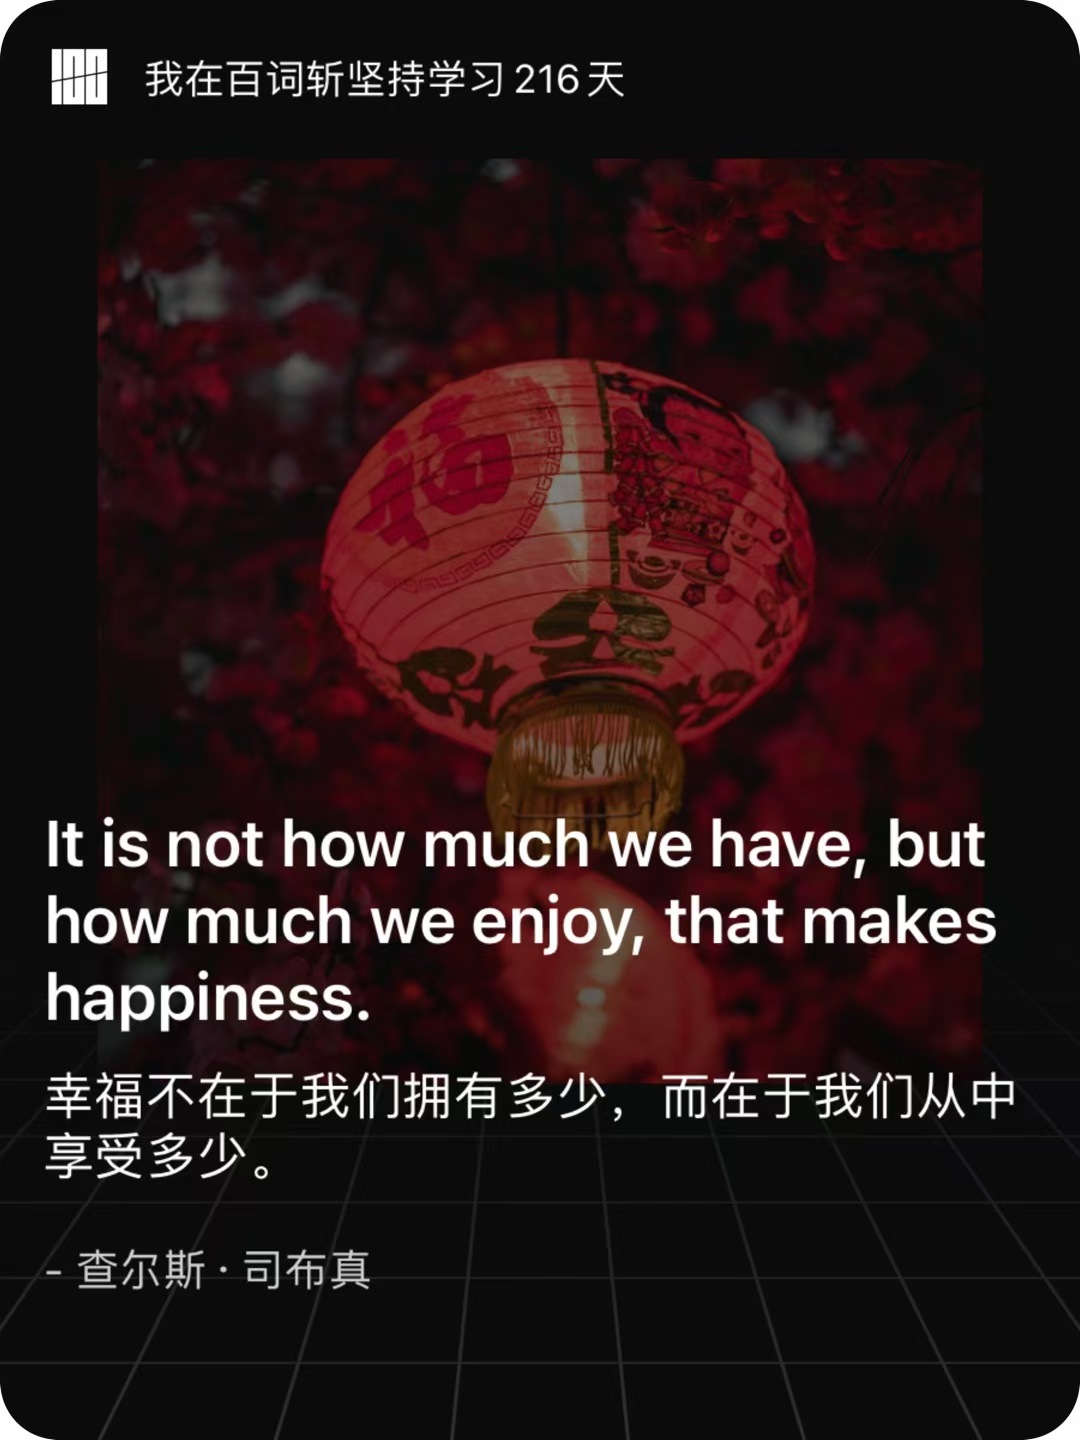 100
我在百词斩坚持学习 216 天
福
It is not how much we have, but
how much we enjoy, that makes
happiness.
幸福不在于我们拥有多少，而在于我们从中
享受多少。
- 查尔斯 · 司布真